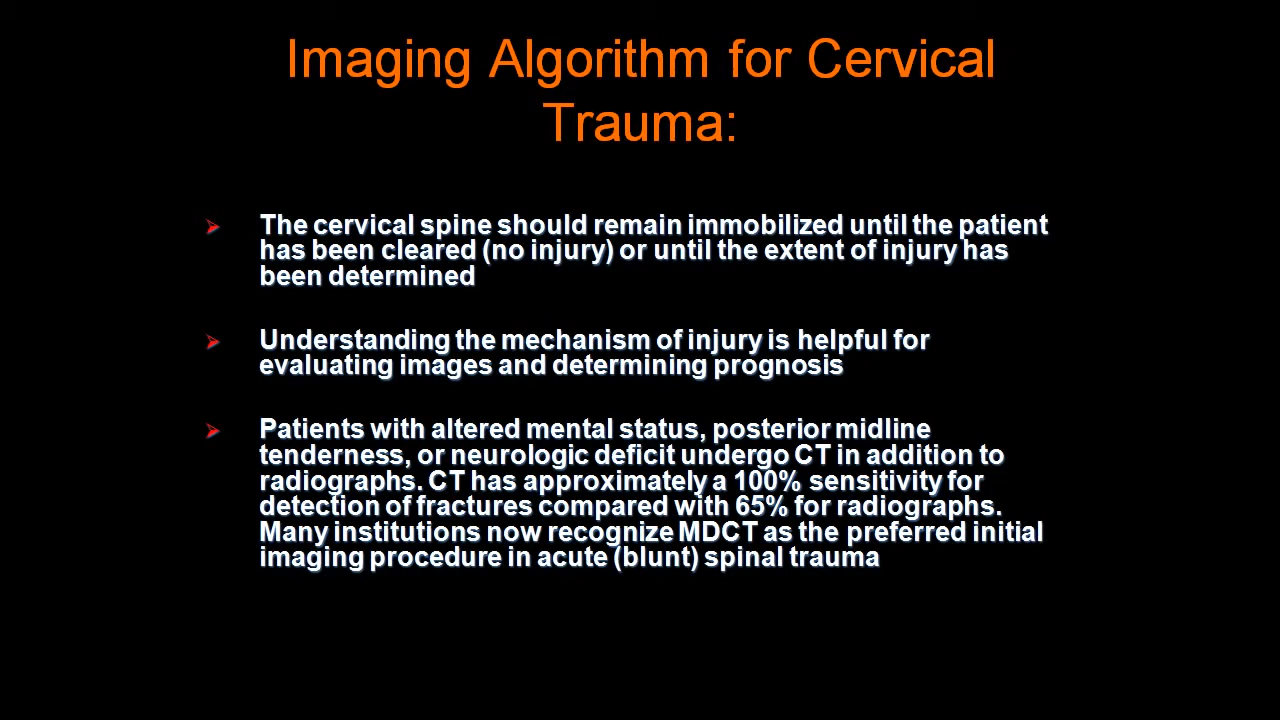 Imaging Algorithm for Cervical
Trauma:
The cervical spine should remain immobilized until the patient
has been cleared (no injury) or until the extent of injury has
been determined
Understanding the mechanism of injury is helpful for
evaluating images and determining prognosis
Patients with altered mental status, posterior midline
tenderness, or neurologic deficit undergo CT in addition to
radiographs. CT has approximately a 100% sensitivity for
detection of fractures compared with 65% for radiographs.
Many institutions now recognize MDCT as the preferred initial
imaging procedure in acute (blunt) spinal trauma